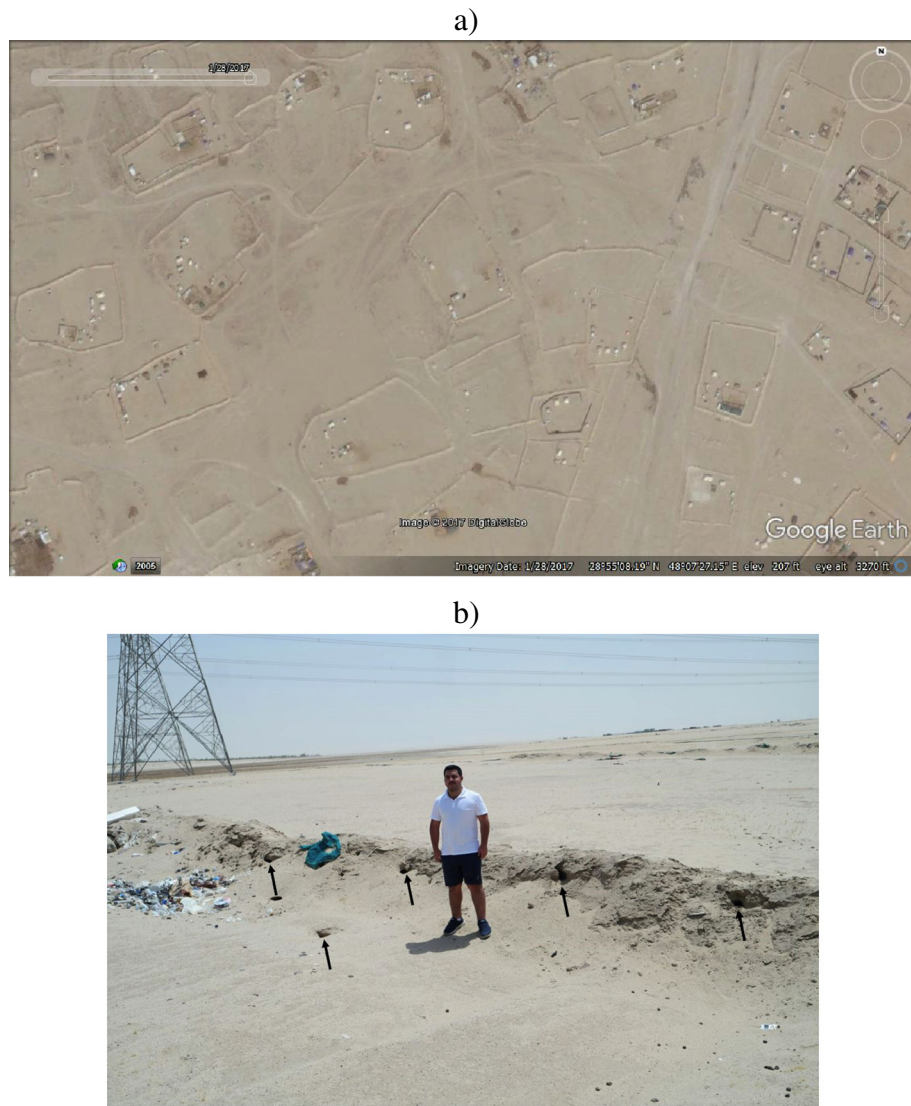 a)
1/28/2017
N
Image © 2017 DigitalGlobe
Google Earth
2005
Imagery Date: 1/28/2017 28°55'08.19" N 48°07'27.15" E elev 207 ft eye alt 3270 ft
b)